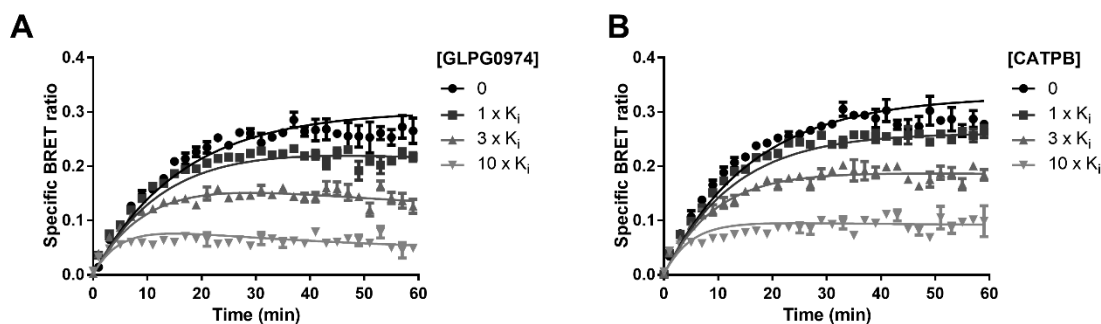 A
[GLPG0974]
0
1 x Ki
3 x Ki
10 x Ki
Specific BRET ratio
0.4
0.3
0.2
0.1
0.0
0 10 20 30 40 50 60
Time (min)
B
[CATPB]
0
1 x Ki
3 x Ki
10 x Ki
Specific BRET ratio
0.4
0.3
0.2
0.1
0.0
0 10 20 30 40 50 60
Time (min)